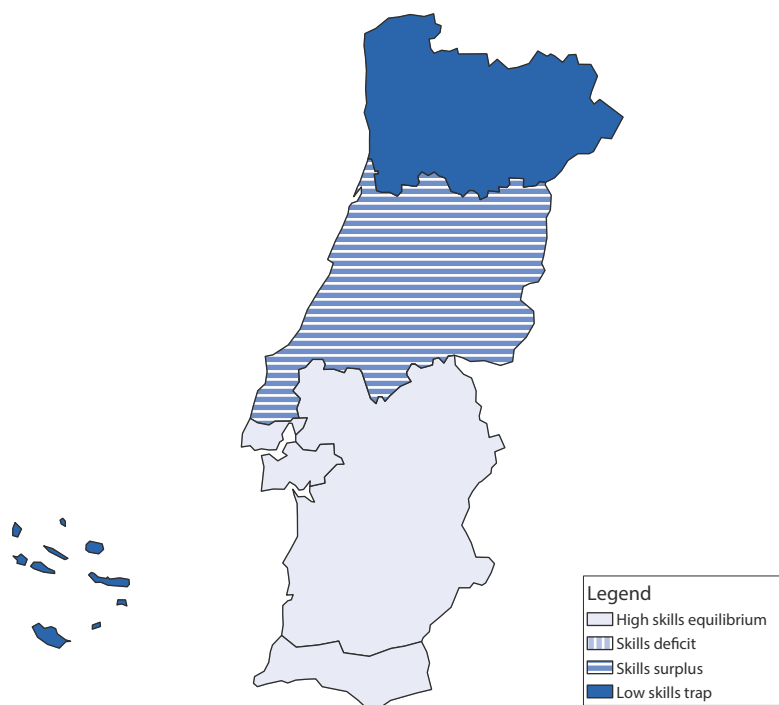 Legend
High skills equilibrium
Skills deficit
Skills surplus
Low skills trap